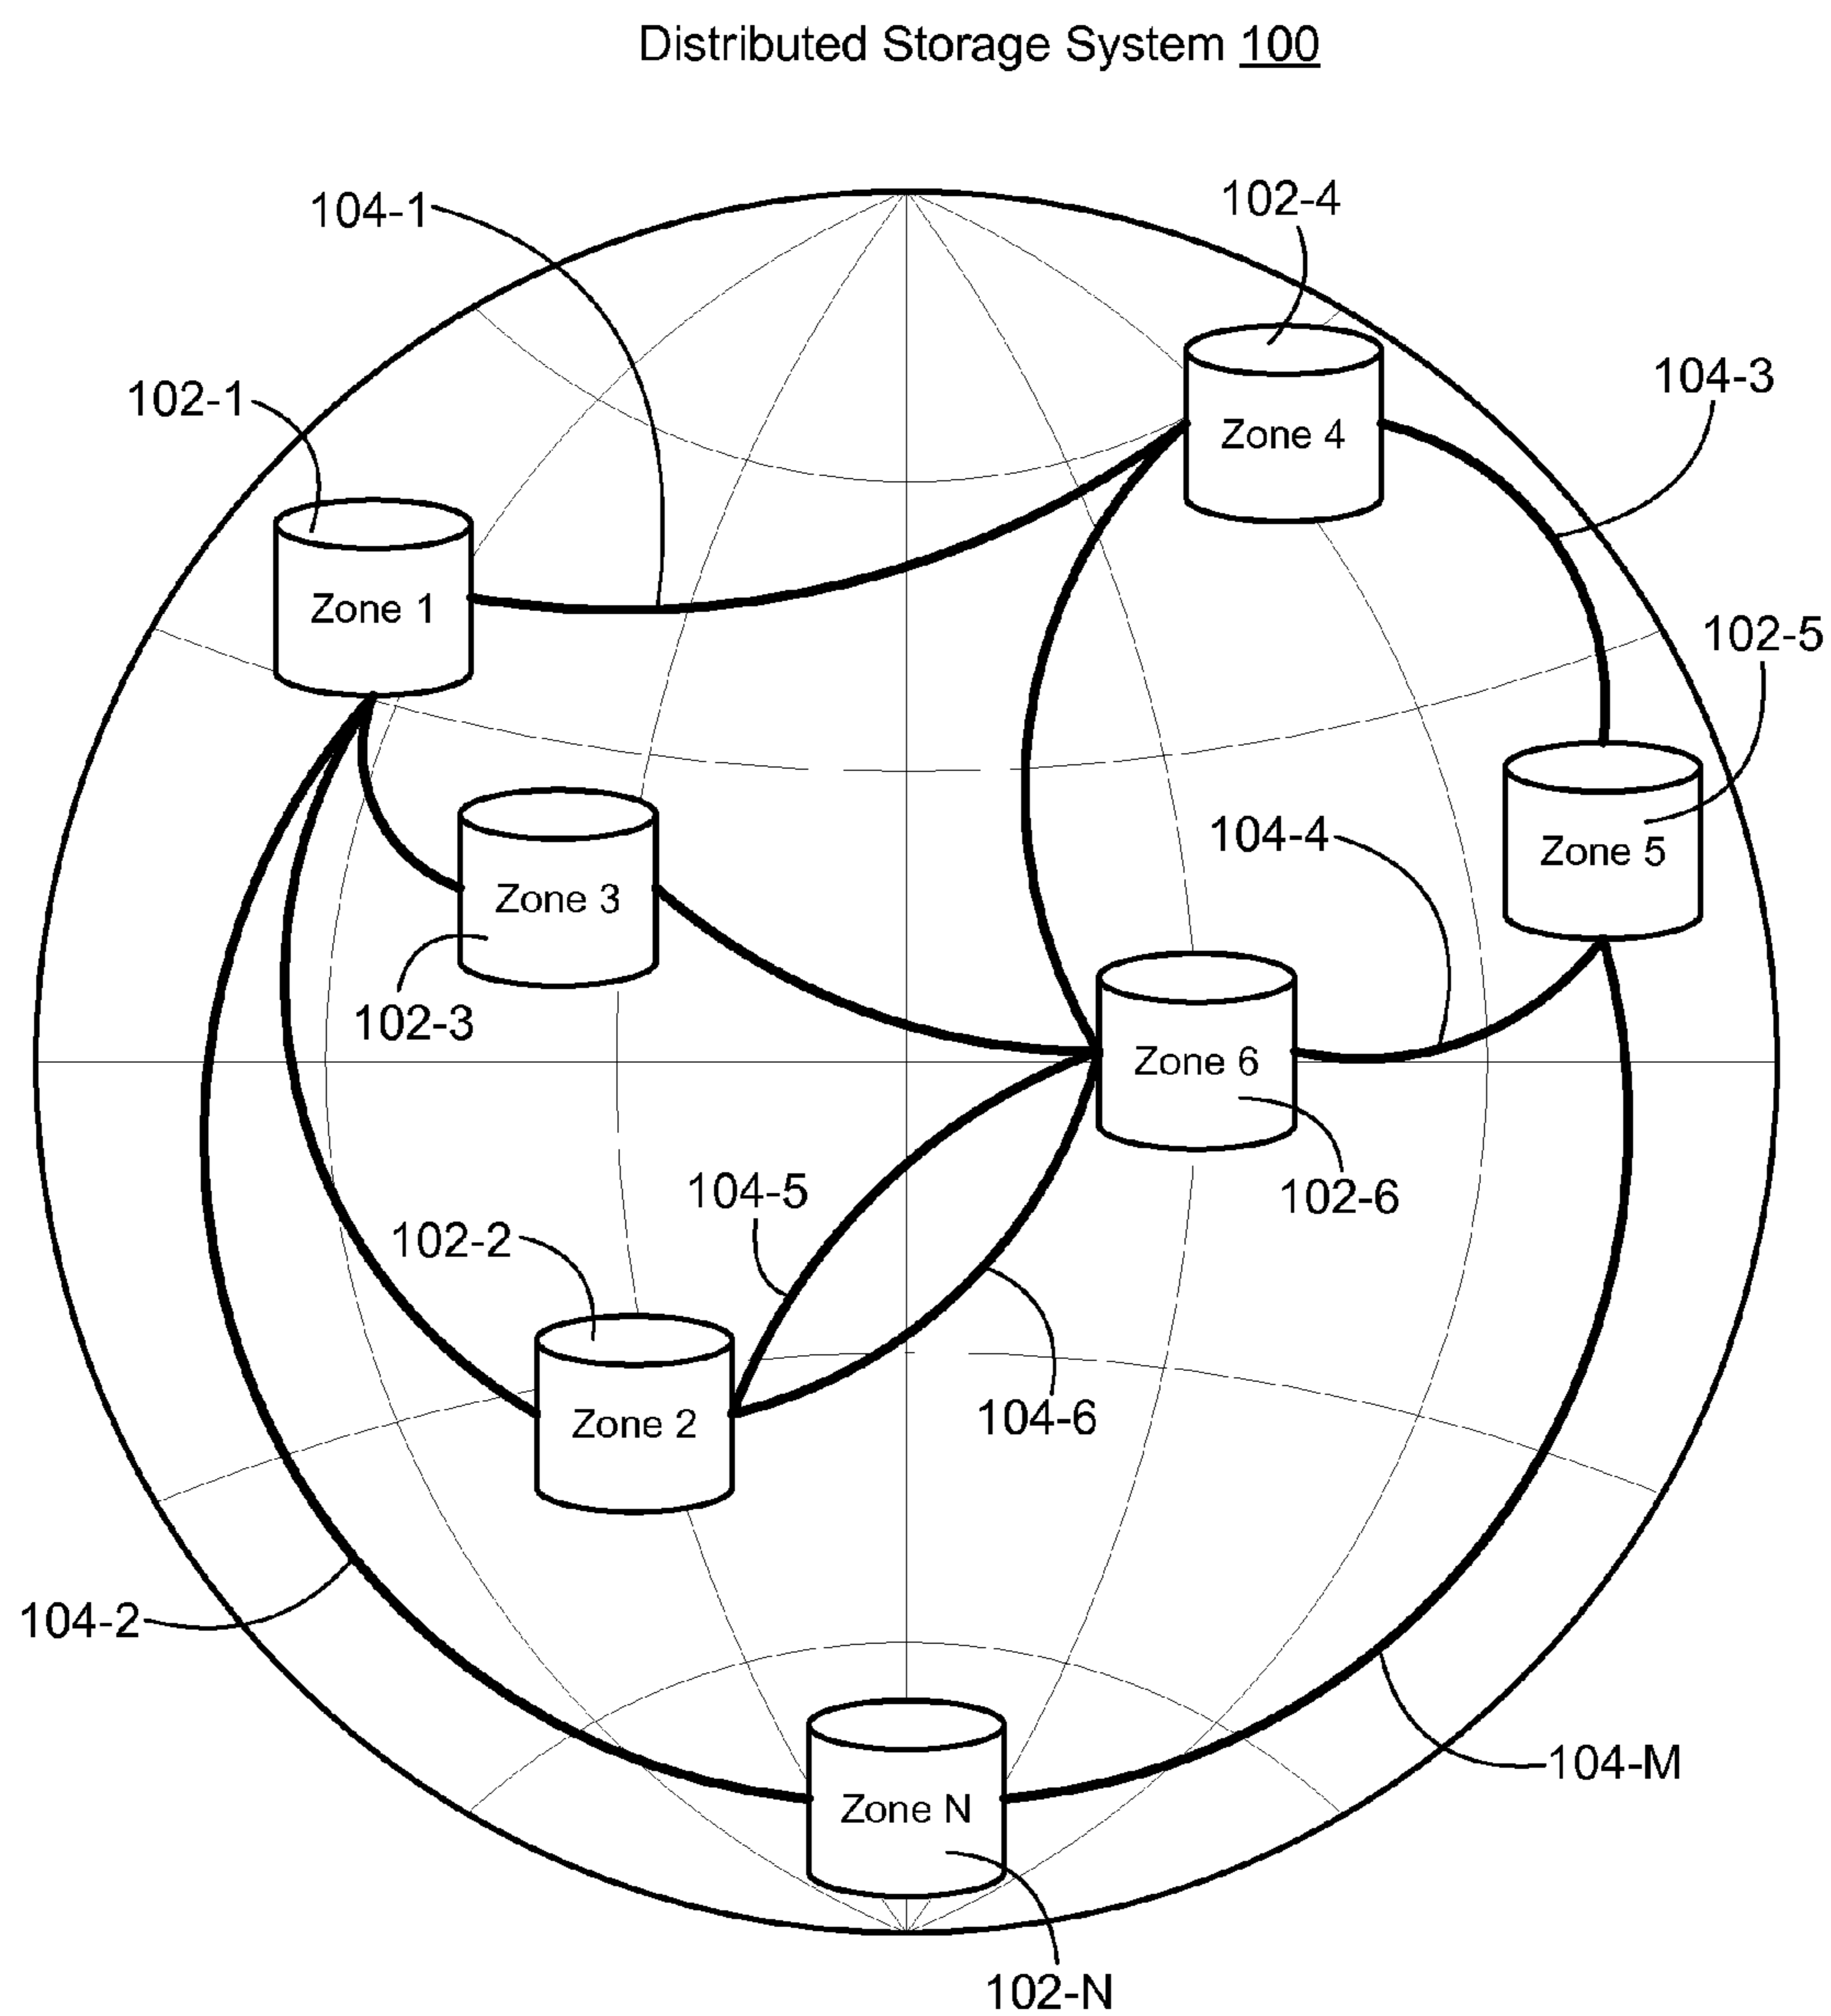 Distributed Storage System 100
104-1
102-4
104-3
102-1
Zone 4
Zone 1
102-5
104-4
Zone 5
Zone 3
102-3
Zone 6
104-5
102-6
102-2
104-6
Zone 2
104-2
104-M
Zone N
102-N